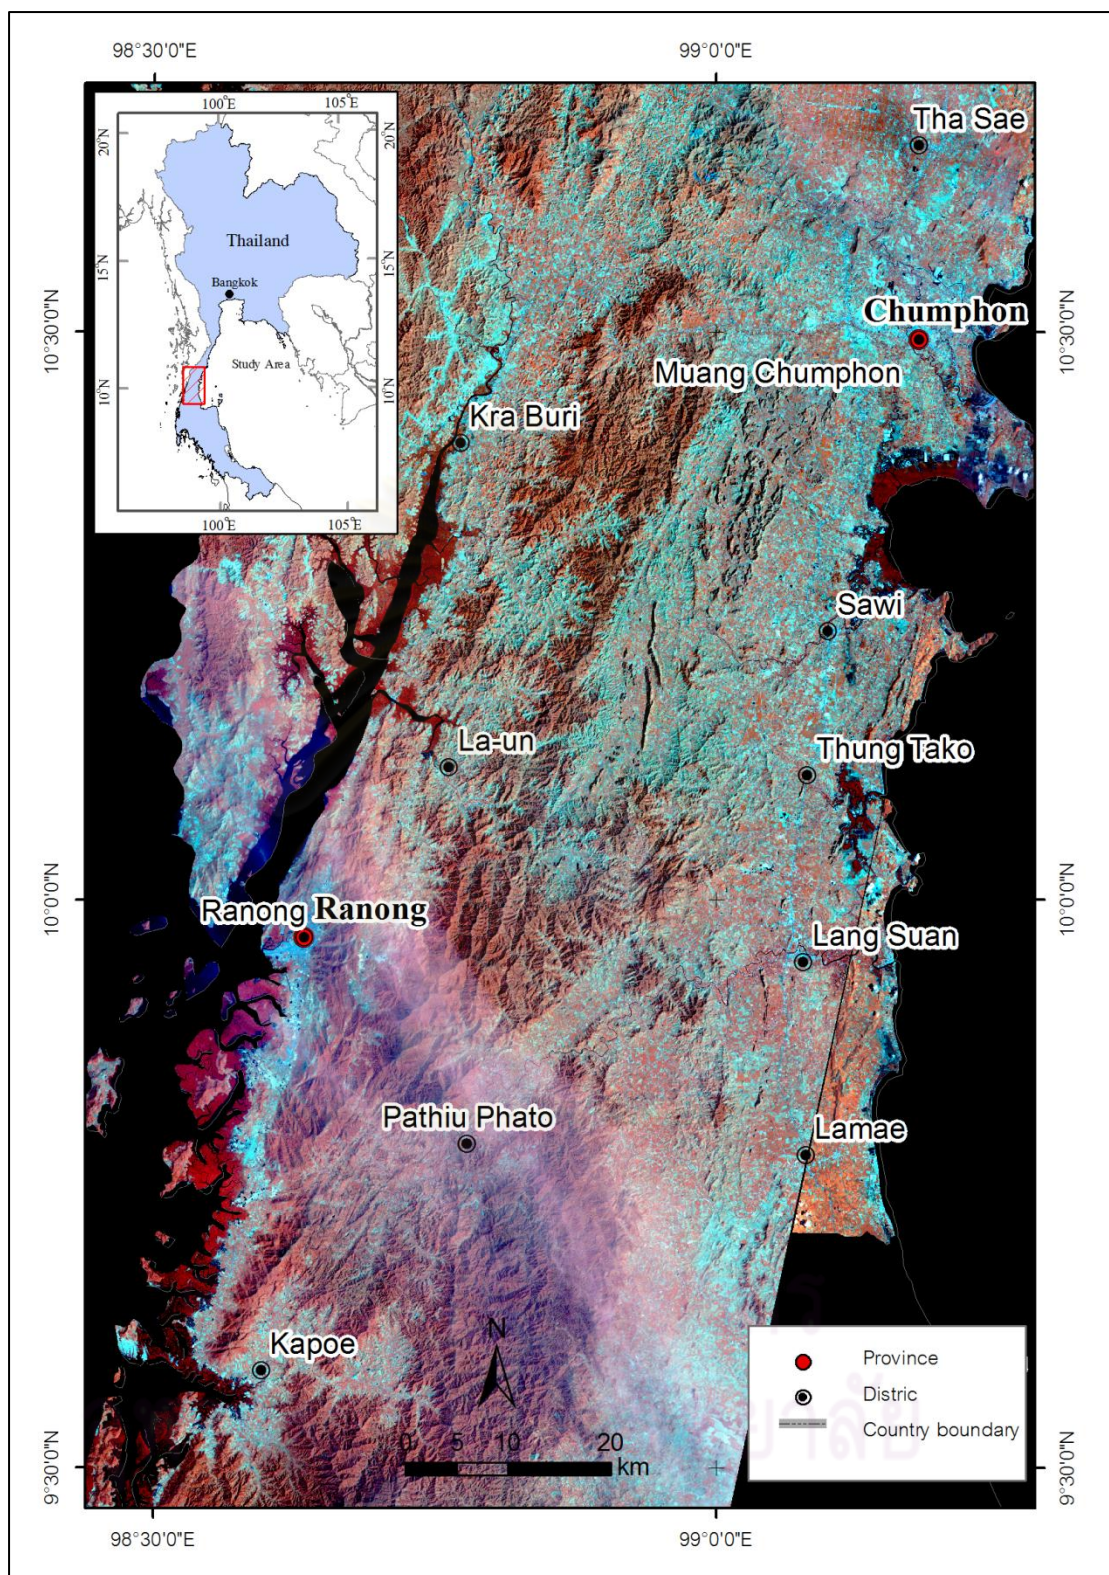 98°30'0"E
99°0'0"E
100°E
105°E
20°N
20°N
Thailand
15°N
15°N
Bangkok
Study Area
10°N
10°N
100°E
105°E
Tha Sae
10°30'0"N
10°30'0"N
Chumphon
Muang Chumphon
Kra Buri
Sawi
La-un
Thung Tako
10°0'0"N
10°0'0"N
Ranong
Ranong
Lang Suan
Pathiu Phato
Lamae
Kapoe
N
0 5 10 20
km
Province
Distric
Country boundary
9°30'0"N
9°30'0"N
98°30'0"E
99°0'0"E